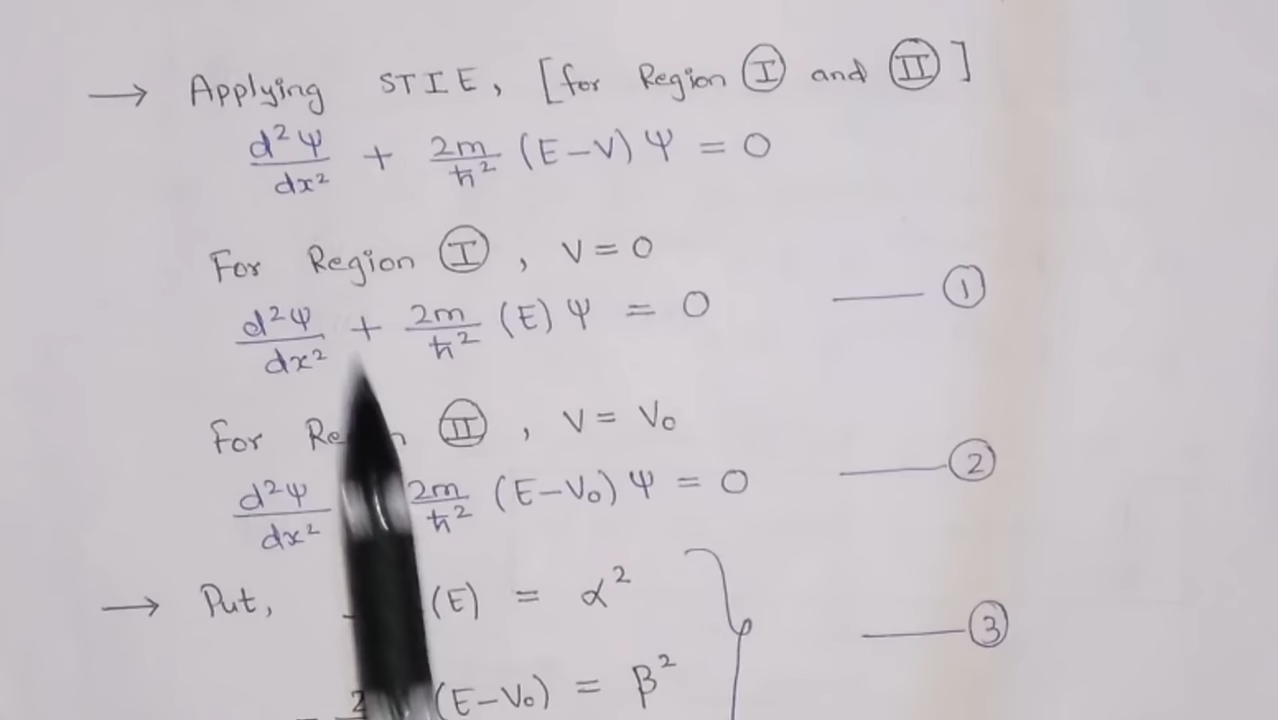 → Applying STIE, [for Region Ⓘ and ⒾⒾ]
d²Ψ/dx² + 2m/ħ² (E-V) Ψ = 0
For Region Ⓘ, V = 0
d²Ψ/dx² + 2m/ħ² (E) Ψ = 0 —— ①
For ⒾⒾ, V = V₀
d²Ψ/dx² 2m/ħ² (E-V₀) Ψ = 0 —— ②
→ Put, (E) = α²
—— ③
2 (E-V₀) = β²